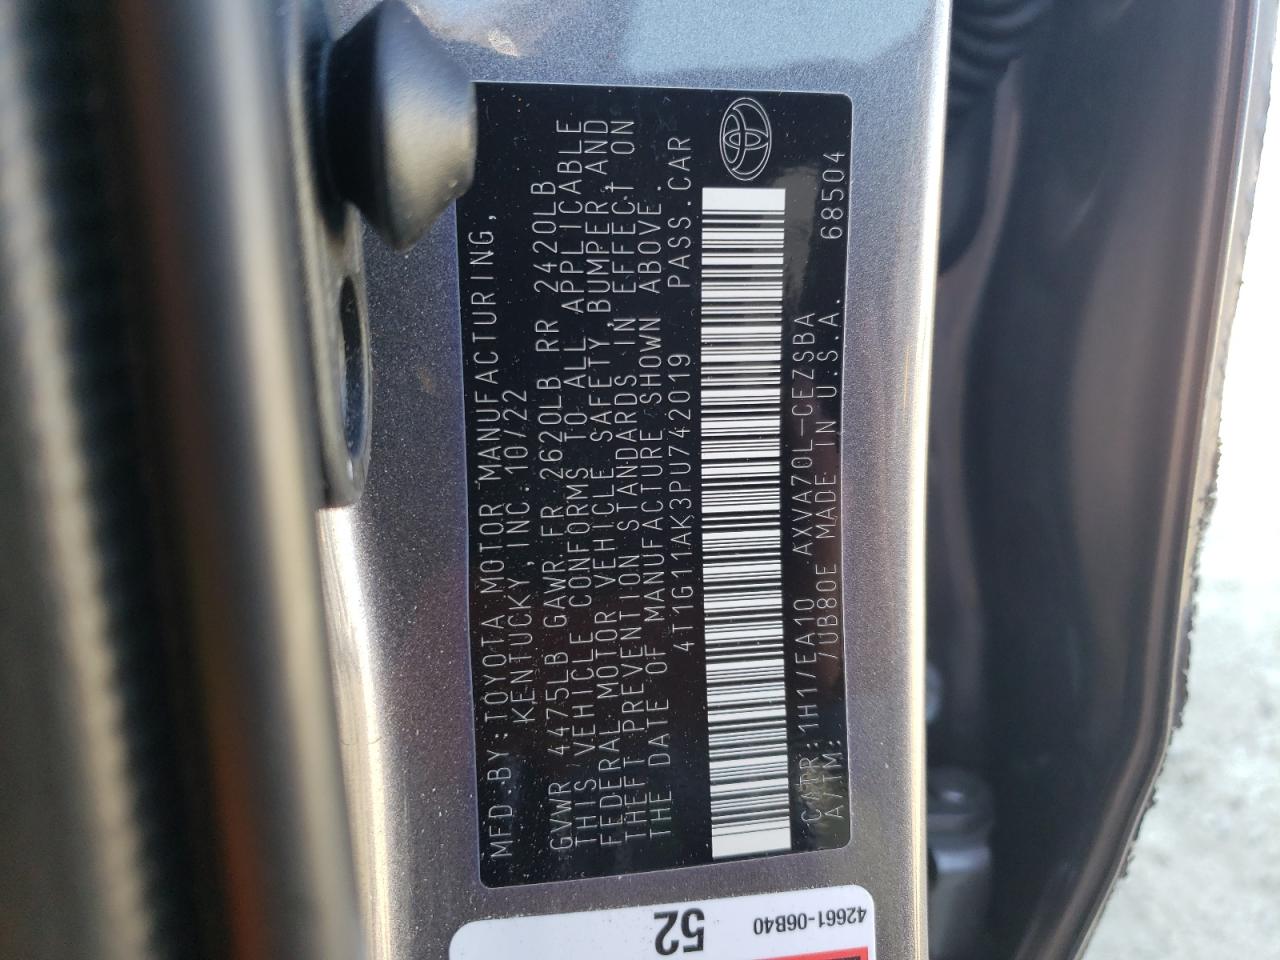 MFD.BY:TOYOTA MOTOR MANUFACTURING,
KENTUCKY,INC.10/22
GVWR 4475LB GAWR FR 2620LB RR 2420LB
THIS VEHICLE CONFORMS TO ALL APPLICABLE
FEDERAL MOTOR VEHICLE SAFETY,BUMPER,AND
THEFT PREVENTION STANDARDS IN EFFECT ON
THE DATE OF MANUFACTURE SHOWN ABOVE.
4T1G11AK3PU742019 PASS.CAR
C/TR:1H1/EA10 AXVA70L-CEZSBA 68504
A/TM: /UB80E MADE IN U.S.A.
52
42661-06B40